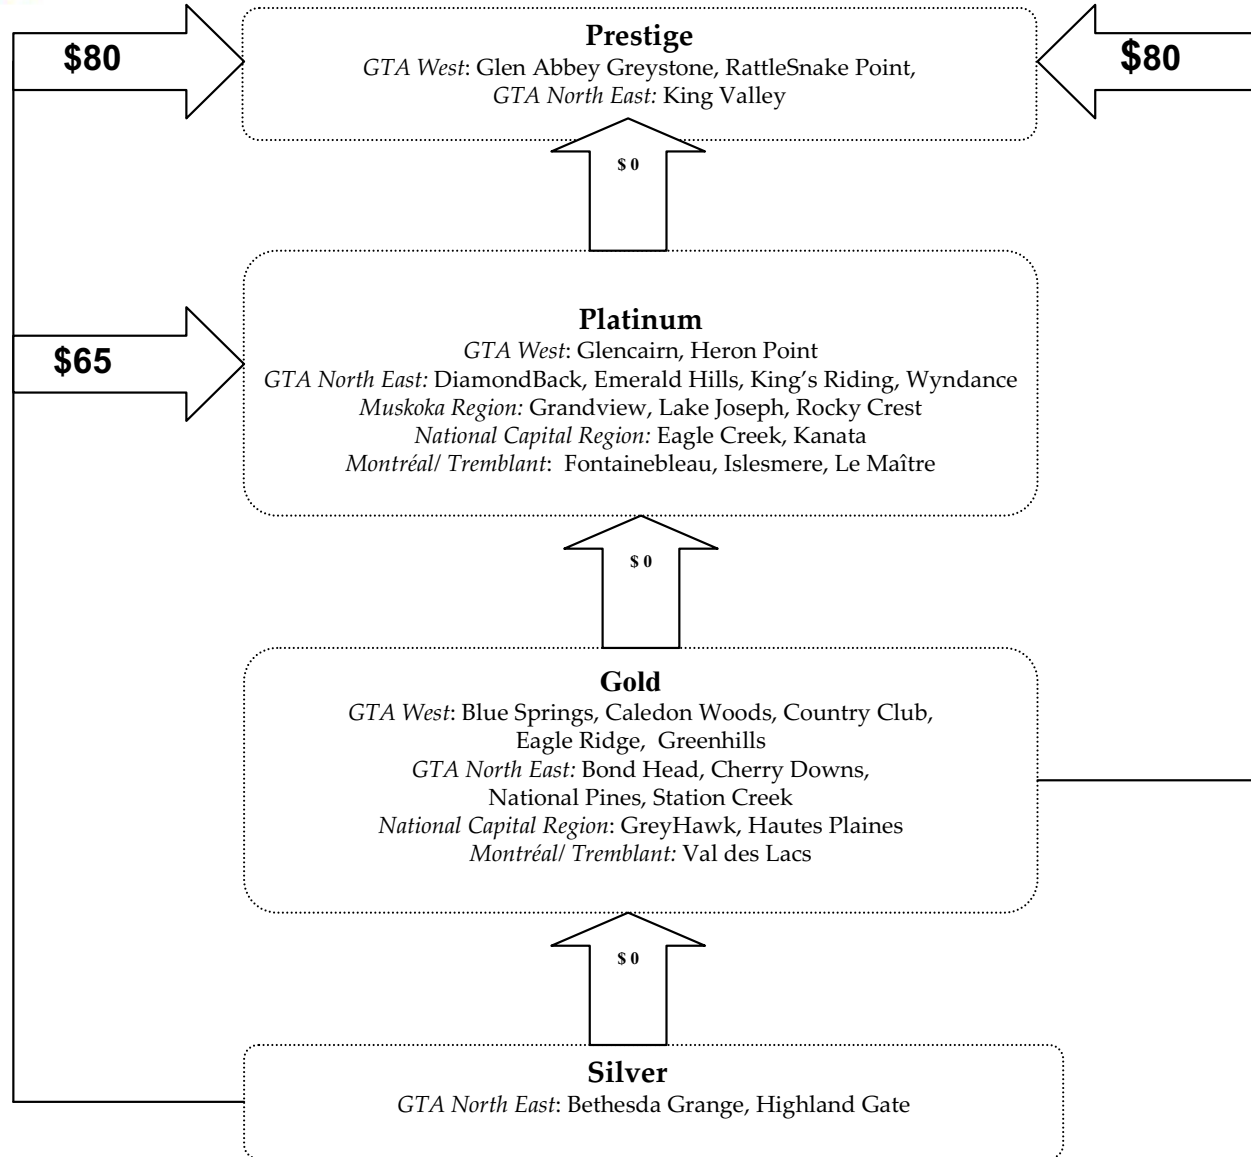 $80
Prestige
$80
GTA West: Glen Abbey Greystone, RattleSnake Point,
GTA North East: King Valley
$ 0
Platinum
$65
GTA West: Glencairn, Heron Point
GTA North East: DiamondBack, Emerald Hills, King’s Riding, Wyndance
Muskoka Region: Grandview, Lake Joseph, Rocky Crest
National Capital Region: Eagle Creek, Kanata
Montréal/ Tremblant:  Fontainebleau, Islesmere, Le Maître
$ 0
Gold
GTA West: Blue Springs, Caledon Woods, Country Club,
Eagle Ridge,  Greenhills
GTA North East: Bond Head, Cherry Downs,
National Pines, Station Creek
National Capital Region: GreyHawk, Hautes Plaines
Montréal/ Tremblant: Val des Lacs
$ 0
Silver
GTA North East: Bethesda Grange, Highland Gate